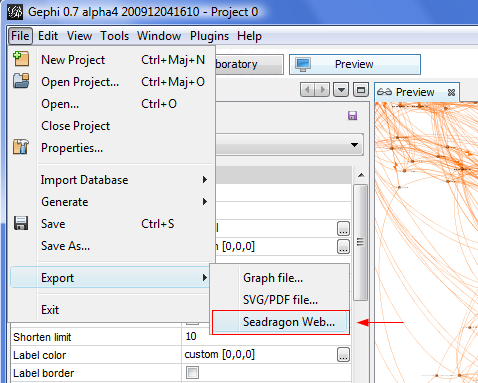 Gephi 0.7 alpha4 200912041610 - Project 0
File Edit View Tools Window Plugins Help
New Project Ctrl+Maj+N
boratory
Preview
Open Project... Ctrl+Maj+O
Preview
Open... Ctrl+O
Close Project
Properties...
Import Database
Generate
Save Ctrl+S
Save As...
[0,0,0]
Export
Graph file...
SVG/PDF file...
Seadragon Web...
Exit
Shorten limit 10
Label color custom [0,0,0]
Label border